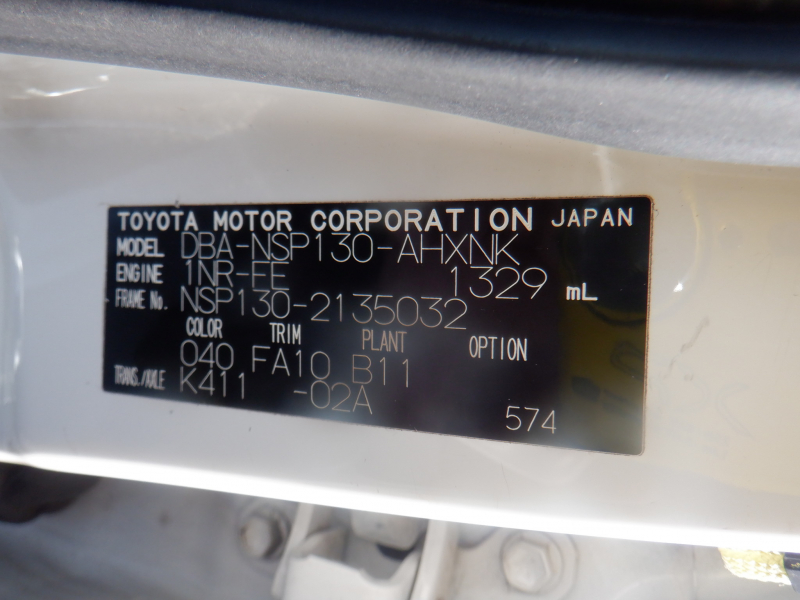 TOYOTA MOTOR CORPORATION JAPAN
MODEL DBA-NSP130-AHXNK
ENGINE 1NR-FE 1329 mL
FRAME No. NSP130-2135032
COLOR TRIM PLANT OPTION
040 FA10 B11
TRANS./AXLE K411 -02A
574